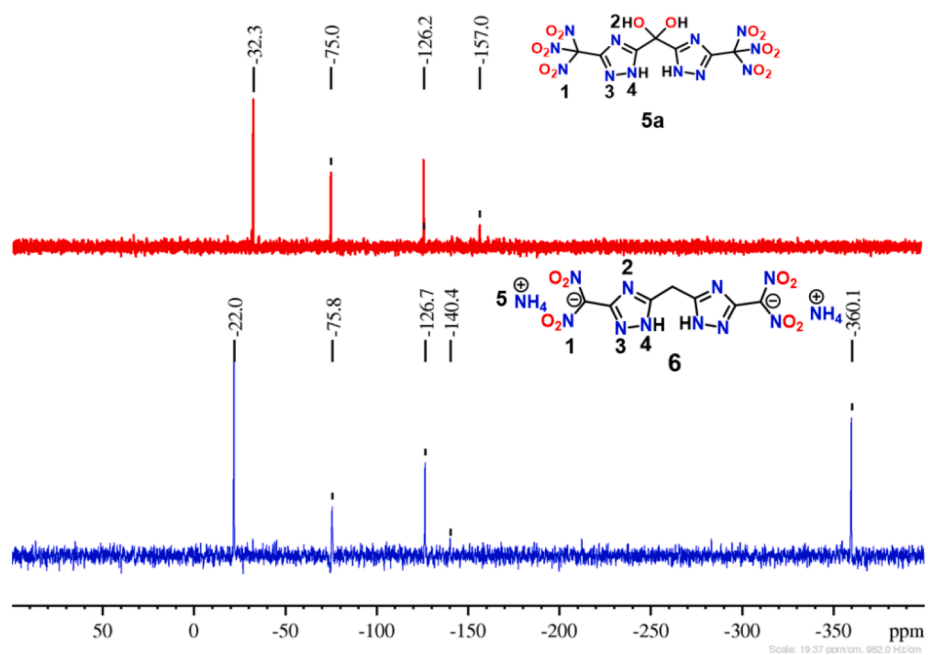 -32.3
-75.0
-126.2
-157.0
O2N
O2N
O2N
1
2
HO OH
N
N
NH
3 4
N
HN
N
NO2
NO2
NO2
5a
-22.0
-75.8
-126.7
-140.4
-360.1
5
⊕
NH4
O2N
⊖
O2N
1
2
N
N
NH
3 4
N
HN
N
NO2
⊖
NO2
⊕
NH4
6
50 0 -50 -100 -150 -200 -250 -300 -350 ppm
Scale: 19.37 ppm/cm, 982.0 Hz/cm